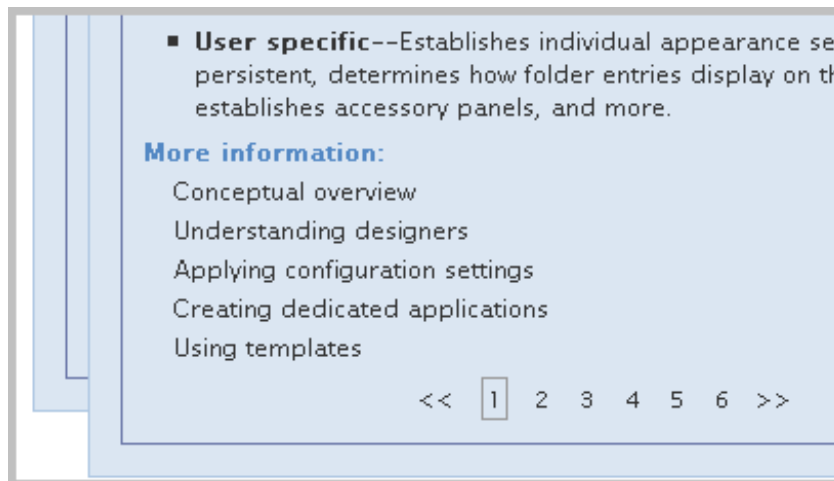 ▪ User specific--Establishes individual appearance se
persistent, determines how folder entries display on th
establishes accessory panels, and more.
More information:
Conceptual overview
Understanding designers
Applying configuration settings
Creating dedicated applications
Using templates
<< 1 2 3 4 5 6 >>